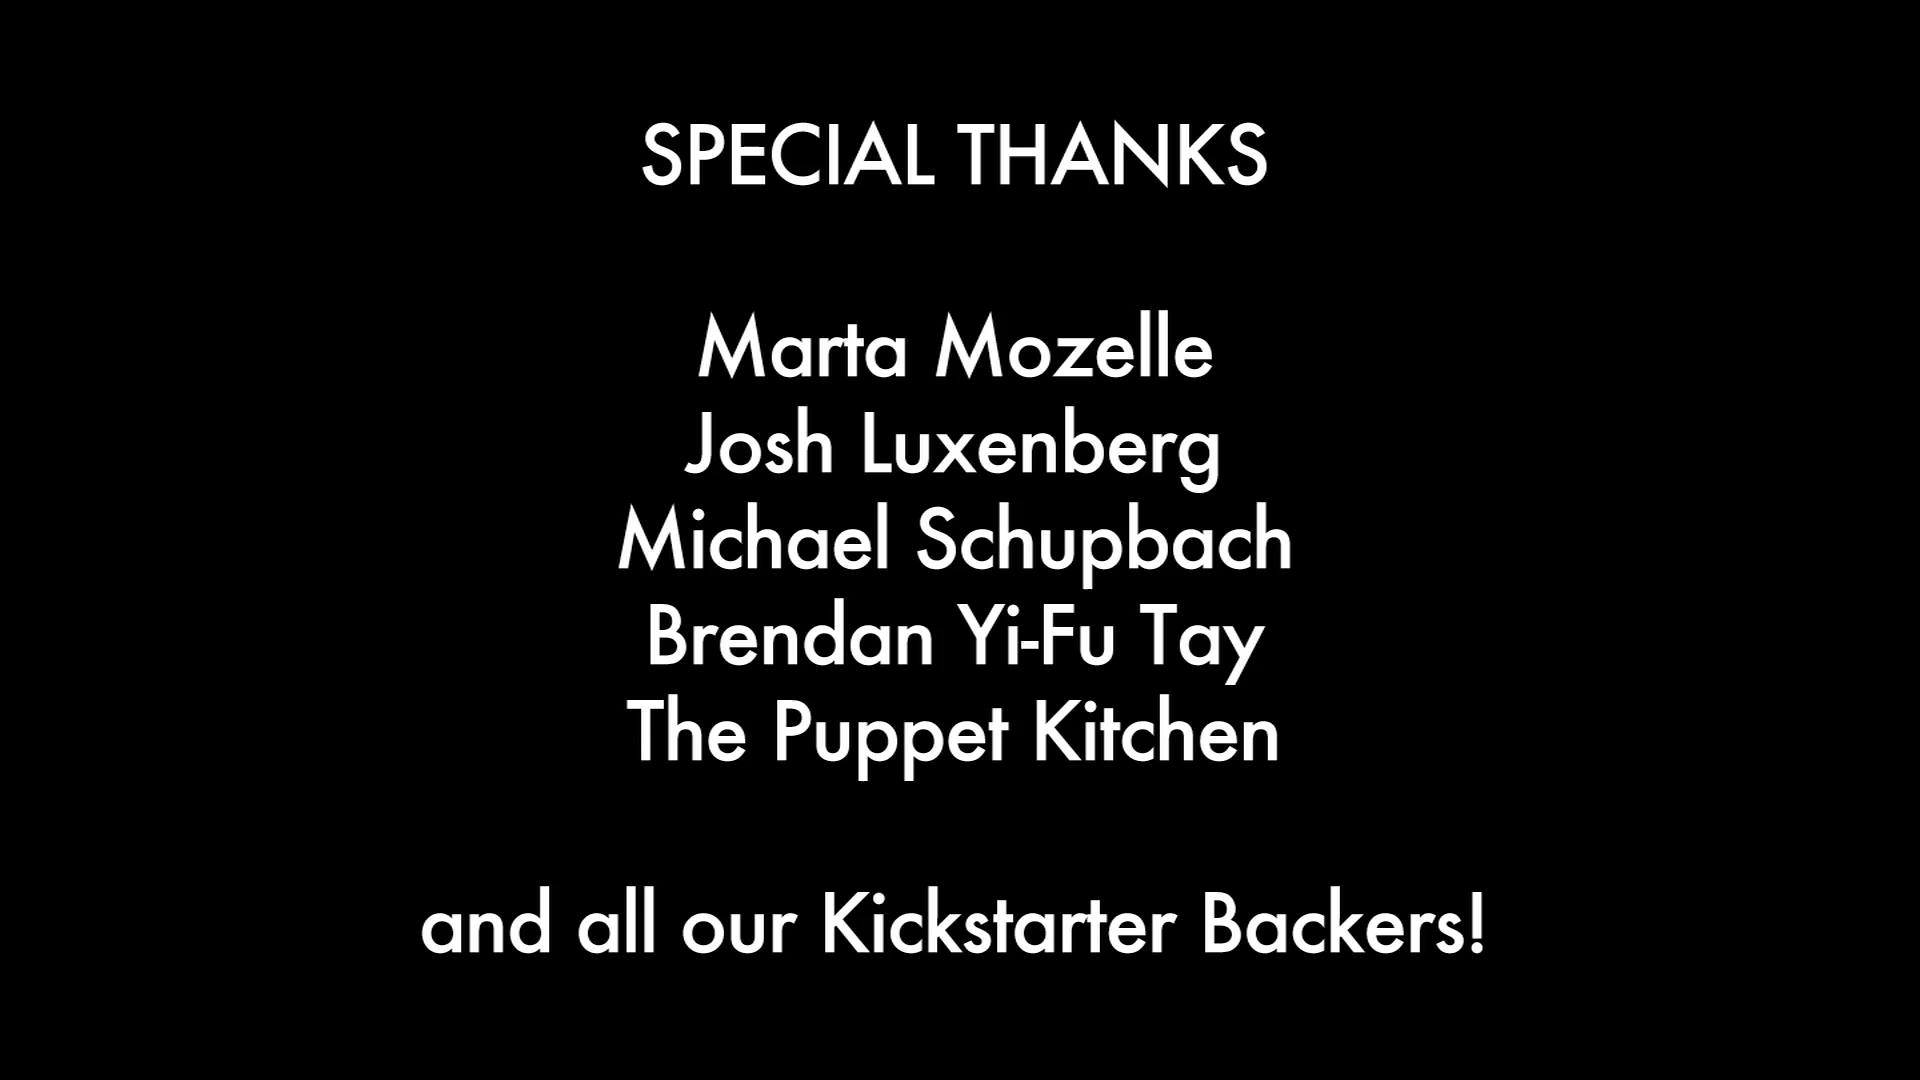 SPECIAL THANKS
Marta Mozelle
Josh Luxenberg
Michael Schupbach
Brendan Yi-Fu Tay
The Puppet Kitchen
and all our Kickstarter Backers!